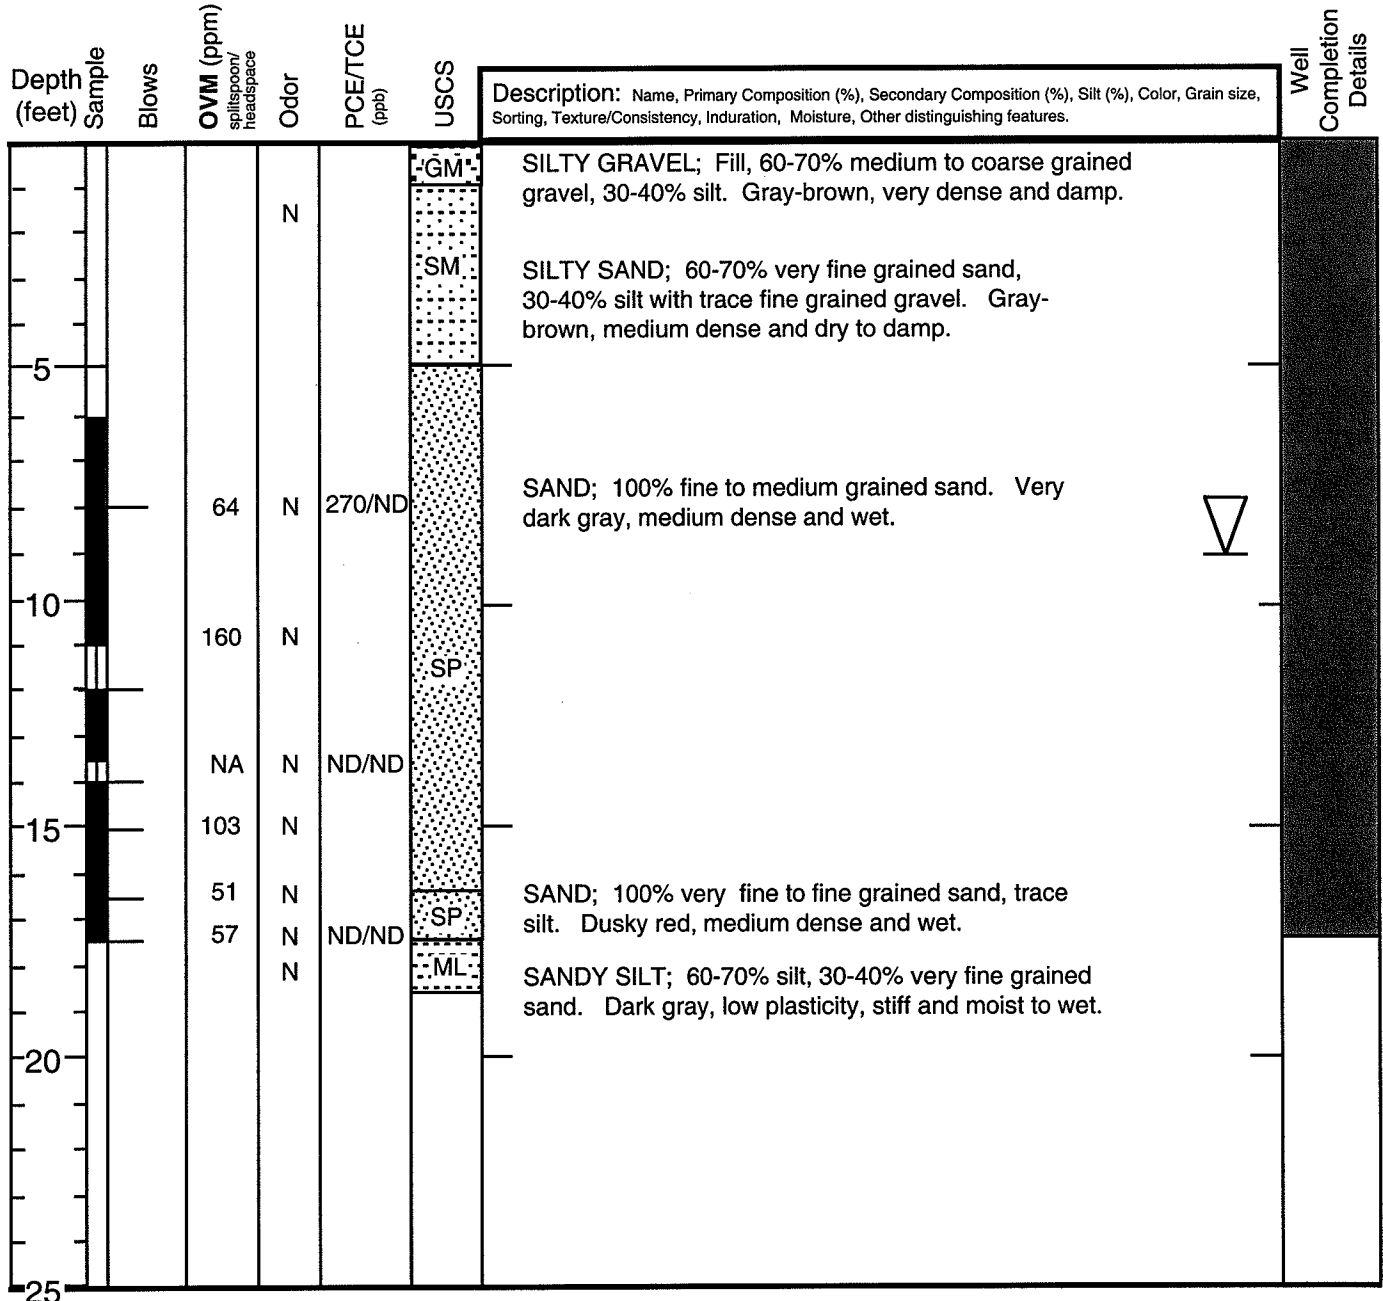 Depth
(feet)
Sample
Blows
OVM (ppm)
splitspoon/
headspace
Odor
PCE/TCE
(ppb)
USCS
Description: Name, Primary Composition (%), Secondary Composition (%), Silt (%), Color, Grain size,
Sorting, Texture/Consistency, Induration, Moisture, Other distinguishing features.
Well
Completion
Details
GM
SILTY GRAVEL; Fill, 60-70% medium to coarse grained
gravel, 30-40% silt. Gray-brown, very dense and damp.
N
SM
SILTY SAND; 60-70% very fine grained sand,
30-40% silt with trace fine grained gravel. Gray-
brown, medium dense and dry to damp.
5
64 N 270/ND
SAND; 100% fine to medium grained sand. Very
dark gray, medium dense and wet.
10
160 N
SP
NA N ND/ND
15 103 N
51 N
SP
SAND; 100% very fine to fine grained sand, trace
silt. Dusky red, medium dense and wet.
57 N ND/ND
N
ML
SANDY SILT; 60-70% silt, 30-40% very fine grained
sand. Dark gray, low plasticity, stiff and moist to wet.
20
25